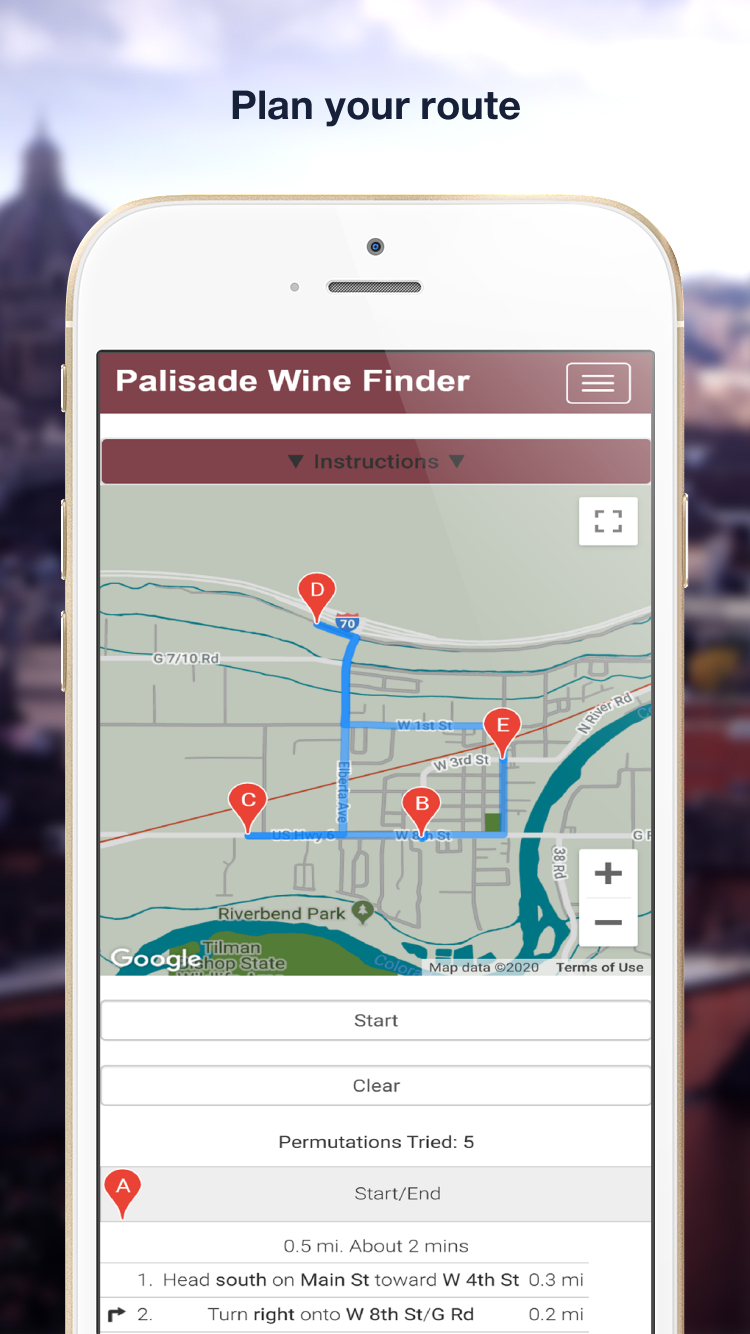 Plan your route
Palisade Wine Finder
▼ Instructions ▼
D
70
G 7/10 Rd
N River Rd
W 1st St
E
W 3rd St
Elberta Ave
C
B
US Hwy 6
W 8th St
G R
38 Rd
+
−
Riverbend Park
Tilman
Bishop State
Google
Map data ©2020 Terms of Use
Start
Clear
Permutations Tried: 5
A
Start/End
0.5 mi. About 2 mins
1. Head south on Main St toward W 4th St 0.3 mi
2. Turn right onto W 8th St/G Rd 0.2 mi